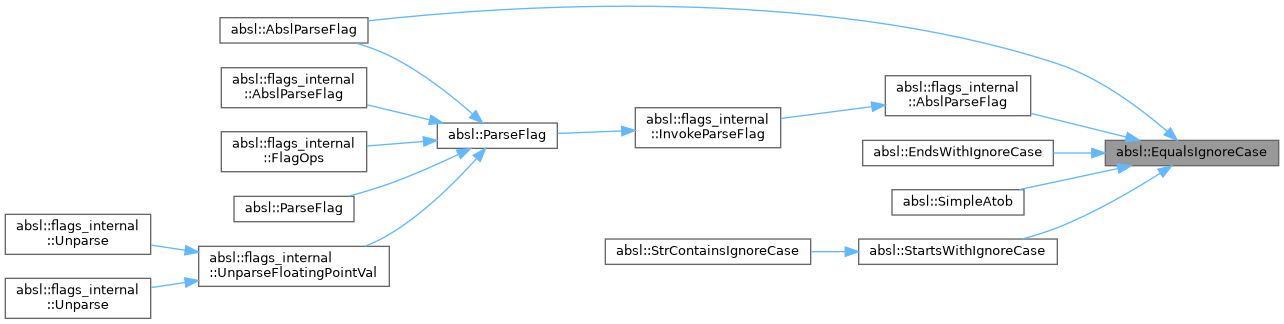 absl::AbslParseFlag
absl::flags_internal
::AbslParseFlag
absl::flags_internal
::FlagOps
absl::ParseFlag
absl::flags_internal
::Unparse
absl::flags_internal
::Unparse
absl::flags_internal
::UnparseFloatingPointVal
absl::ParseFlag
absl::flags_internal
::InvokeParseFlag
absl::StrContainsIgnoreCase
absl::flags_internal
::AbslParseFlag
absl::EndsWithIgnoreCase
absl::SimpleAtob
absl::StartsWithIgnoreCase
absl::EqualsIgnoreCase